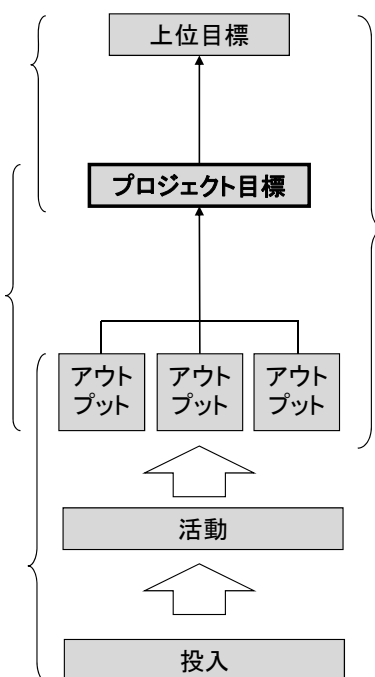 上位目標
プロジェクト目標
アウト
プット
アウト
プット
アウト
プット
活動
投入